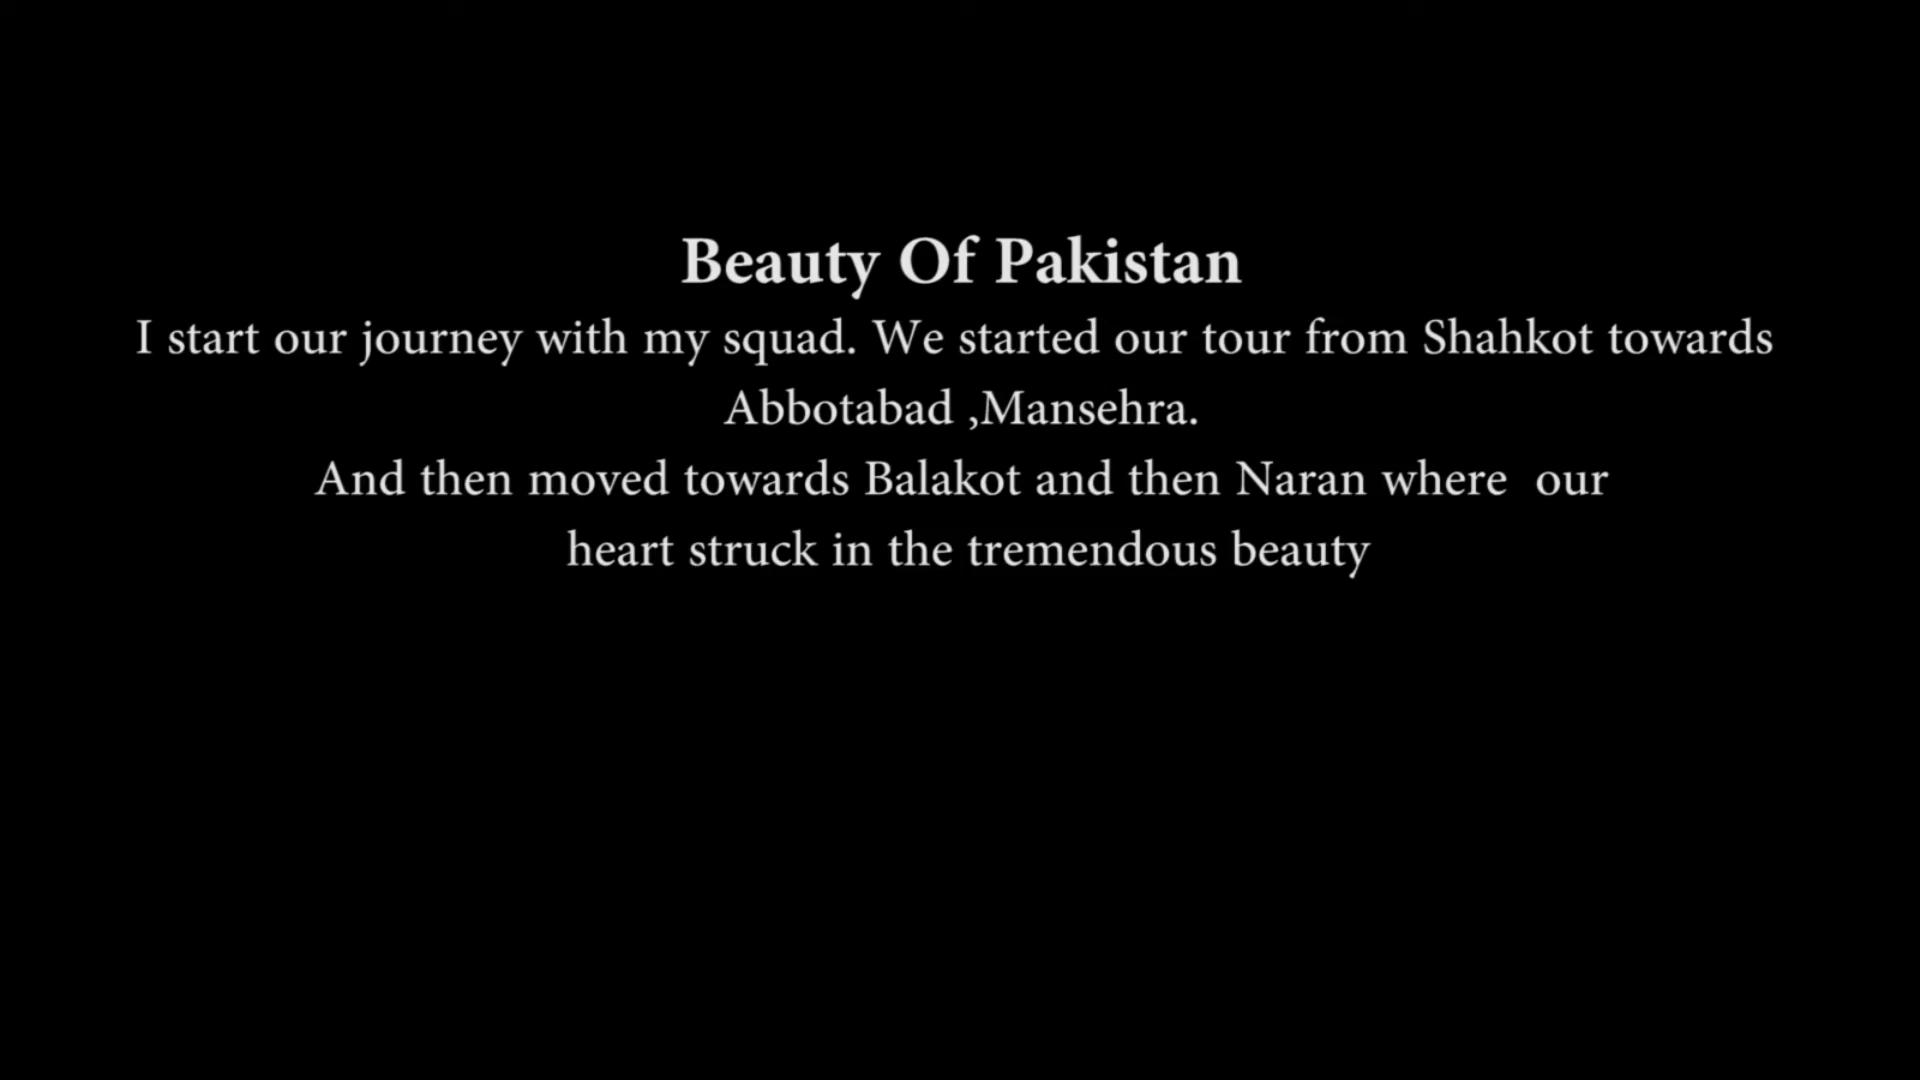 Beauty Of Pakistan
I start our journey with my squad. We started our tour from Shahkot towards
Abbotabad ,Mansehra.
And then moved towards Balakot and then Naran where  our
heart struck in the tremendous beauty